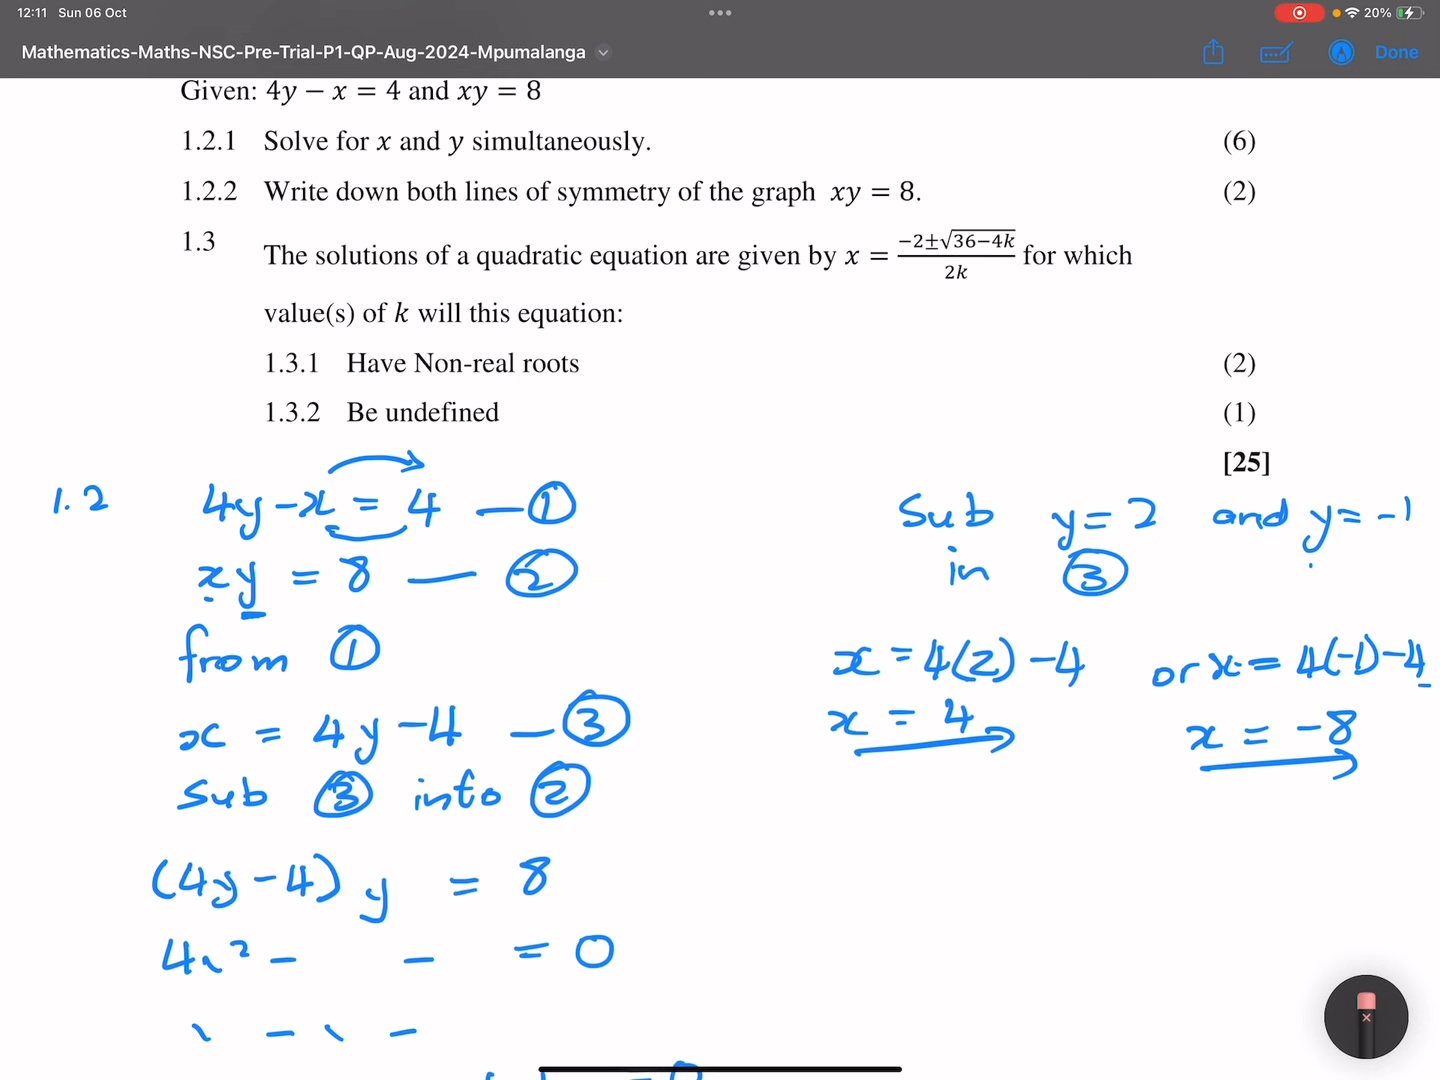 12:11 Sun 06 Oct
20%
Mathematics-Maths-NSC-Pre-Trial-P1-QP-Aug-2024-Mpumalanga
Done
Given: 4y − x = 4 and xy = 8
1.2.1 Solve for x and y simultaneously. (6)
1.2.2 Write down both lines of symmetry of the graph xy = 8. (2)
1.3 The solutions of a quadratic equation are given by x = (−2±√(36−4k))/(2k) for which
value(s) of k will this equation:
1.3.1 Have Non-real roots (2)
1.3.2 Be undefined (1)
[25]
1.2 4y − x = 4 — ①
xy = 8 — ②
from ①
x = 4y − 4 — ③
Sub ③ into ②
(4y − 4) y = 8
= 0
Sub y = 2 and y = −1
in ③
x = 4(2) − 4 or x = 4(−1) − 4
x = 4 x = −8